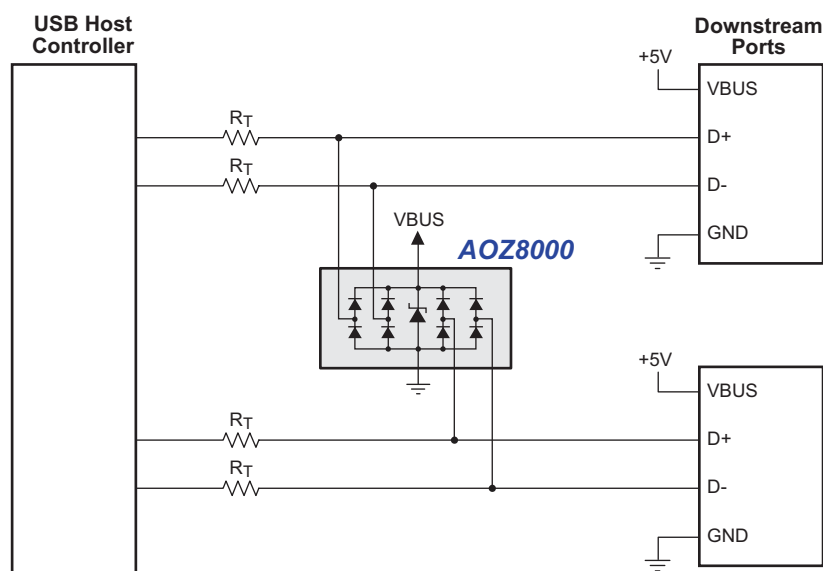 USB Host
Controller
Downstream
Ports
+5V
VBUS
RT
D+
RT
D-
VBUS
GND
AOZ8000
+5V
VBUS
RT
D+
RT
D-
GND